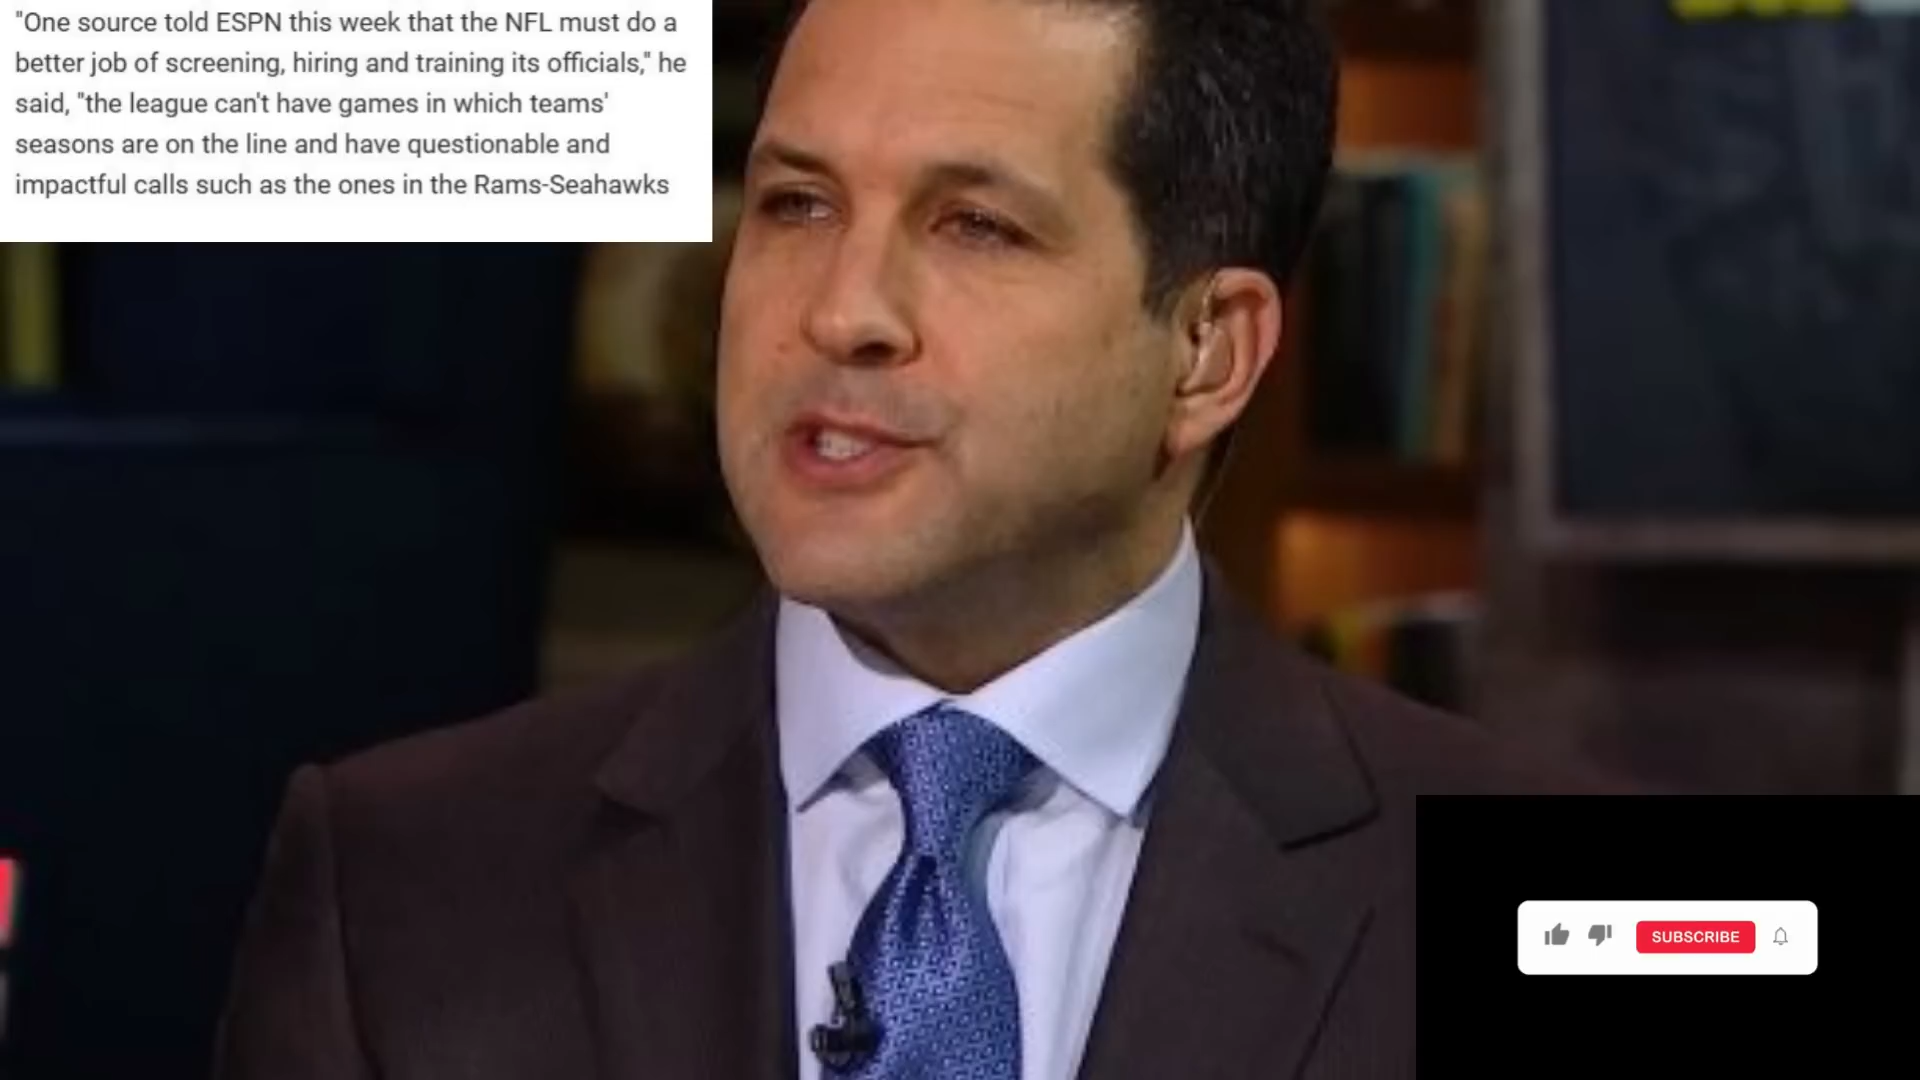 "One source told ESPN this week that the NFL must do a
better job of screening, hiring and training its officials," he
said, "the league can't have games in which teams'
seasons are on the line and have questionable and
impactful calls such as the ones in the Rams-Seahawks
SUBSCRIBE